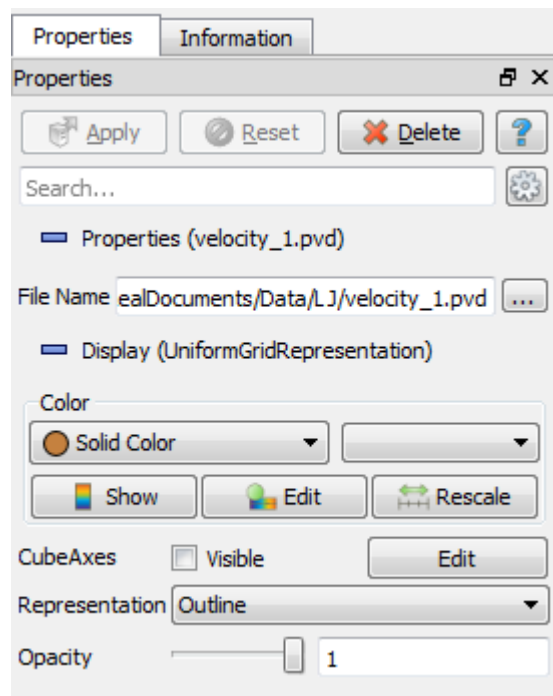 Properties Information
Properties
Apply Reset Delete ?
Search...
Properties (velocity_1.pvd)
File Name ealDocuments/Data/LJ/velocity_1.pvd ...
Display (UniformGridRepresentation)
Color
Solid Color
Show Edit Rescale
CubeAxes Visible Edit
Representation Outline
Opacity 1